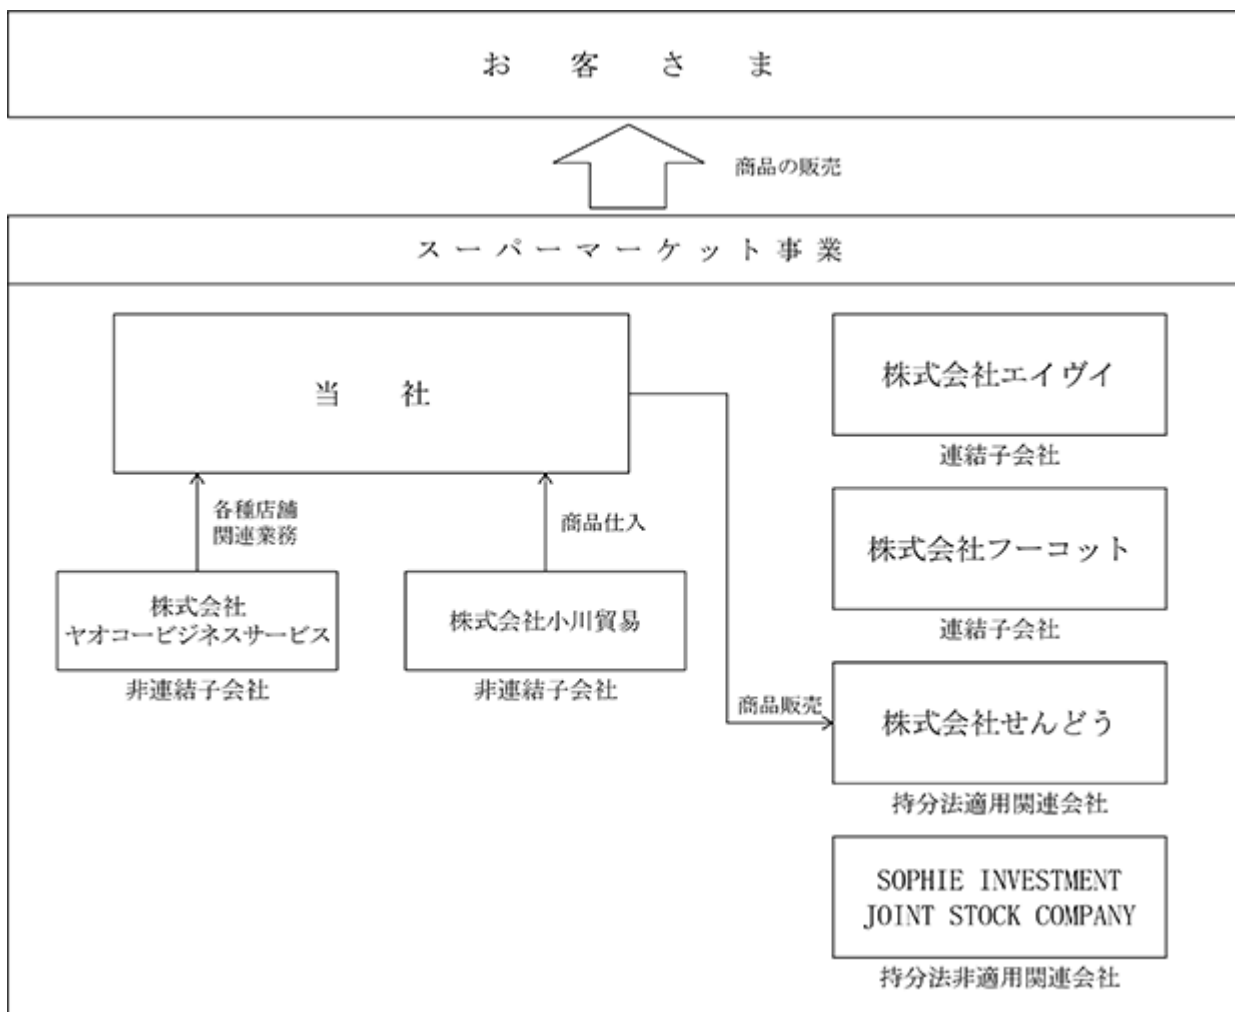 お客さま
商品の販売
スーパーマーケット事業
当社
株式会社エイヴイ
連結子会社
各種店舗
関連業務
商品仕入
株式会社フーコット
連結子会社
株式会社
ヤオコービジネスサービス
非連結子会社
株式会社小川貿易
非連結子会社
商品販売
株式会社せんどう
持分法適用関連会社
SOPHIE INVESTMENT
JOINT STOCK COMPANY
持分法非適用関連会社